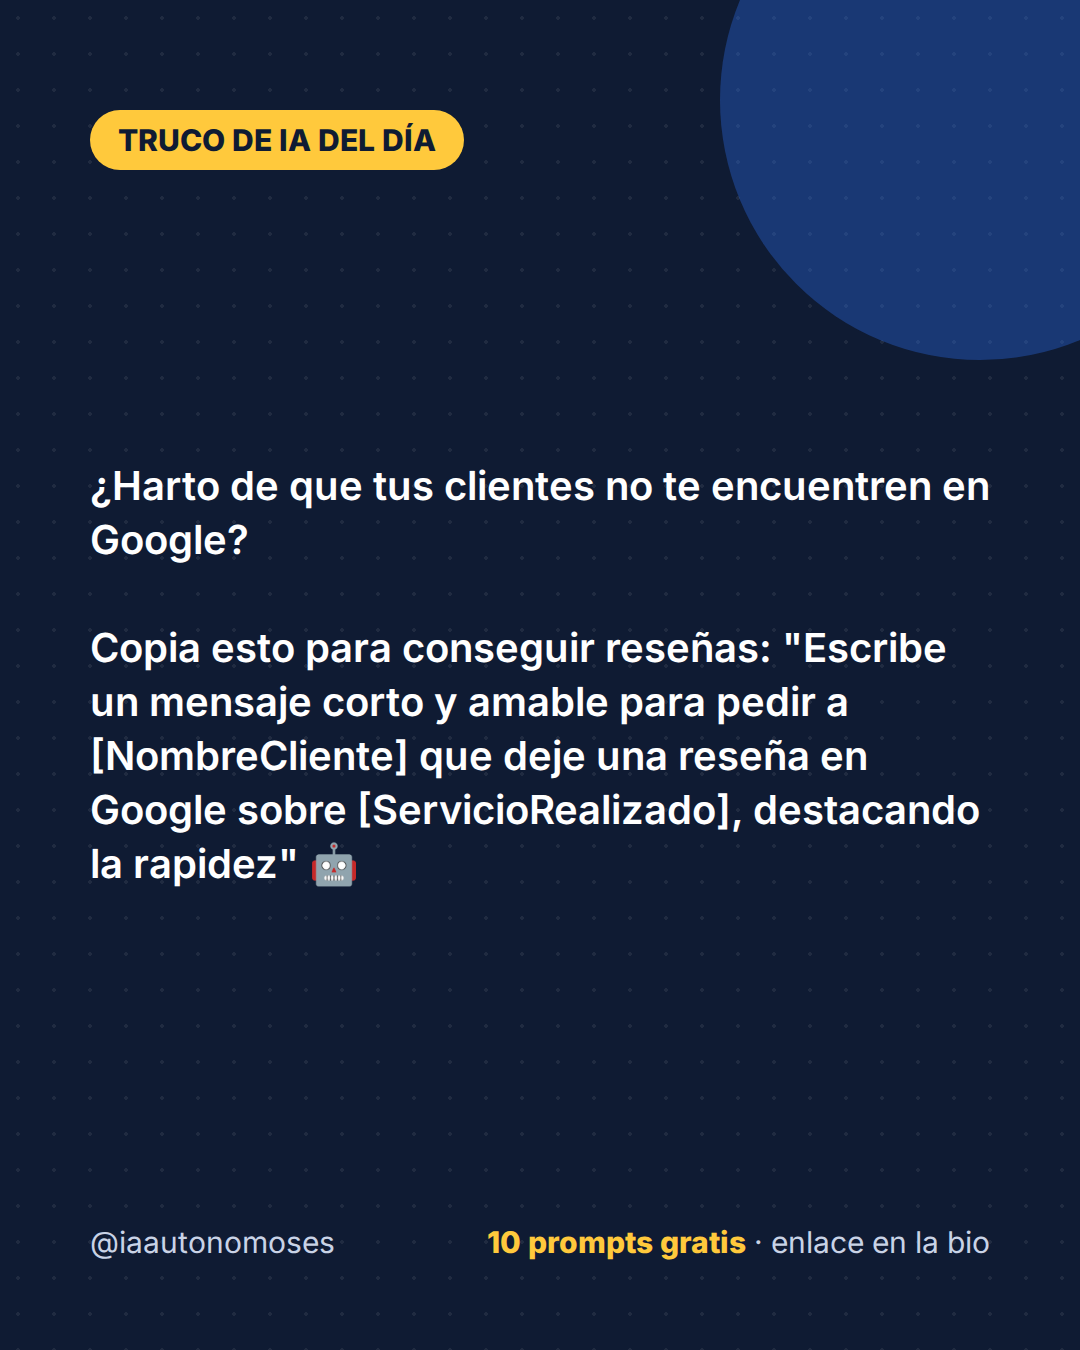 TRUCO DE IA DEL DÍA
¿Harto de que tus clientes no te encuentren en
Google?
Copia esto para conseguir reseñas: "Escribe
un mensaje corto y amable para pedir a
[NombreCliente] que deje una reseña en
Google sobre [ServicioRealizado], destacando
la rapidez" 🤖
@iaautonomoses
10 prompts gratis · enlace en la bio